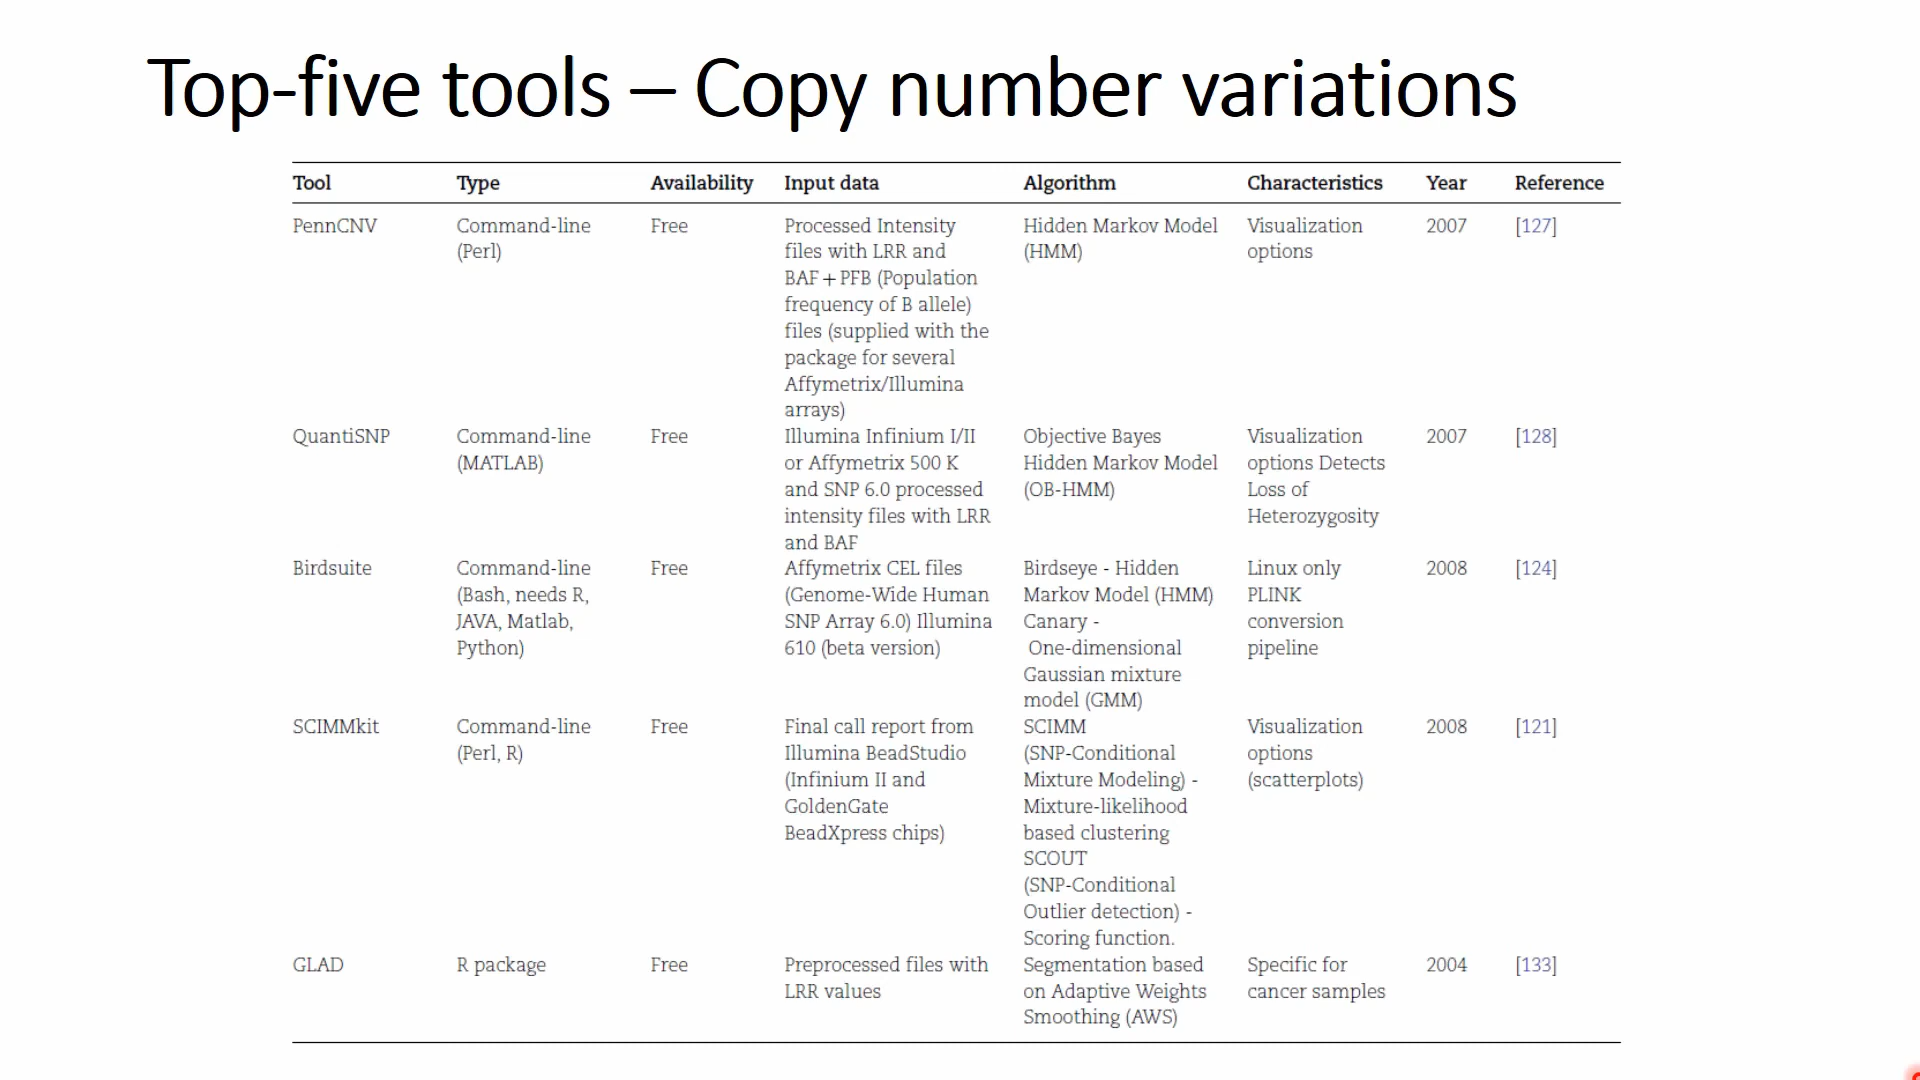 Top-five tools – Copy number variations
Tool Type Availability Input data Algorithm Characteristics Year Reference
PennCNV Command-line Free Processed Intensity Hidden Markov Model Visualization 2007 [127]
(Perl) files with LRR and (HMM) options
BAF + PFB (Population
frequency of B allele)
files (supplied with the
package for several
Affymetrix/Illumina
arrays)
QuantiSNP Command-line Free Illumina Infinium I/II Objective Bayes Visualization 2007 [128]
(MATLAB) or Affymetrix 500 K Hidden Markov Model options Detects
and SNP 6.0 processed (OB-HMM) Loss of
intensity files with LRR Heterozygosity
and BAF
Birdsuite Command-line Free Affymetrix CEL files Birdseye - Hidden Linux only 2008 [124]
(Bash, needs R, (Genome-Wide Human Markov Model (HMM) PLINK
JAVA, Matlab, SNP Array 6.0) Illumina Canary - conversion
Python) 610 (beta version) One-dimensional pipeline
Gaussian mixture
model (GMM)
SCIMMkit Command-line Free Final call report from SCIMM Visualization 2008 [121]
(Perl, R) Illumina BeadStudio (SNP-Conditional options
(Infinium II and Mixture Modeling) - (scatterplots)
GoldenGate Mixture-likelihood
BeadXpress chips) based clustering
SCOUT
(SNP-Conditional
Outlier detection) -
Scoring function.
GLAD R package Free Preprocessed files with Segmentation based Specific for 2004 [133]
LRR values on Adaptive Weights cancer samples
Smoothing (AWS)